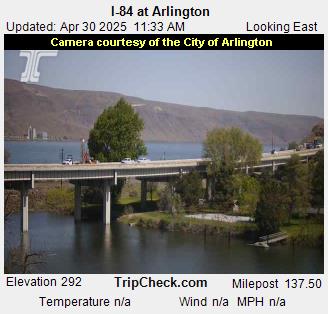 I-84 at Arlington
Updated: Apr 30 2025 11:33 AM Looking East
Camera courtesy of the City of Arlington
Elevation 292 TripCheck.com Milepost 137.50
Temperature n/a Wind n/a MPH n/a